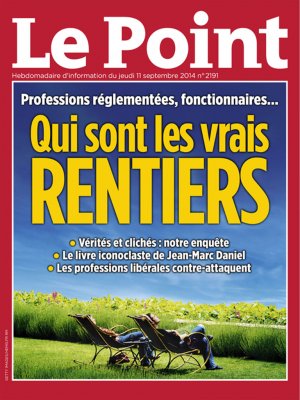 Le Point
Hebdomadaire d'information du jeudi 11 septembre 2014 n° 2191
Professions réglementées, fonctionnaires...
Qui sont les vrais
RENTIERS
• Vérités et clichés : notre enquête
• Le livre iconoclaste de Jean-Marc Daniel
• Les professions libérales contre-attaquent